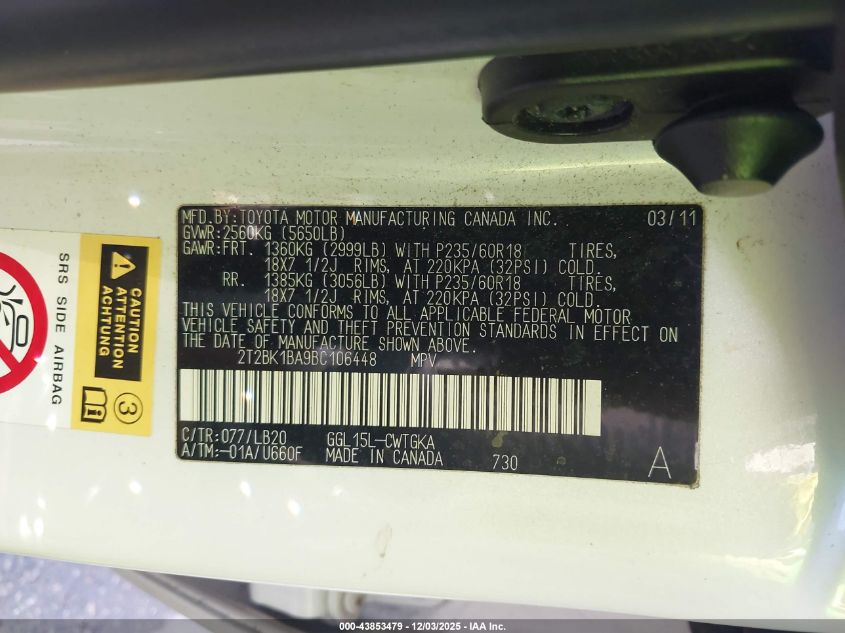 MFD.BY:TOYOTA MOTOR MANUFACTURING CANADA INC. 03/11
GVWR:2560KG (5650LB)
GAWR:FRT. 1360KG (2999LB) WITH P235/60R18 TIRES,
18X7 1/2J RIMS, AT 220KPA (32PSI) COLD.
RR. 1385KG (3056LB) WITH P235/60R18 TIRES,
18X7 1/2J RIMS, AT 220KPA (32PSI) COLD.
THIS VEHICLE CONFORMS TO ALL APPLICABLE FEDERAL MOTOR
VEHICLE SAFETY AND THEFT PREVENTION STANDARDS IN EFFECT ON
THE DATE OF MANUFACTURE SHOWN ABOVE.
2T2BK1BA9BC106448 MPV
C/TR:077/LB20 GGL15L-CWTGKA
A/TM:-01A/U660F MADE IN CANADA 730 A
SRS SIDE AIRBAG
CAUTION
ATTENTION
ACHTUNG
3
000-43853479 - 12/03/2025 - IAA Inc.